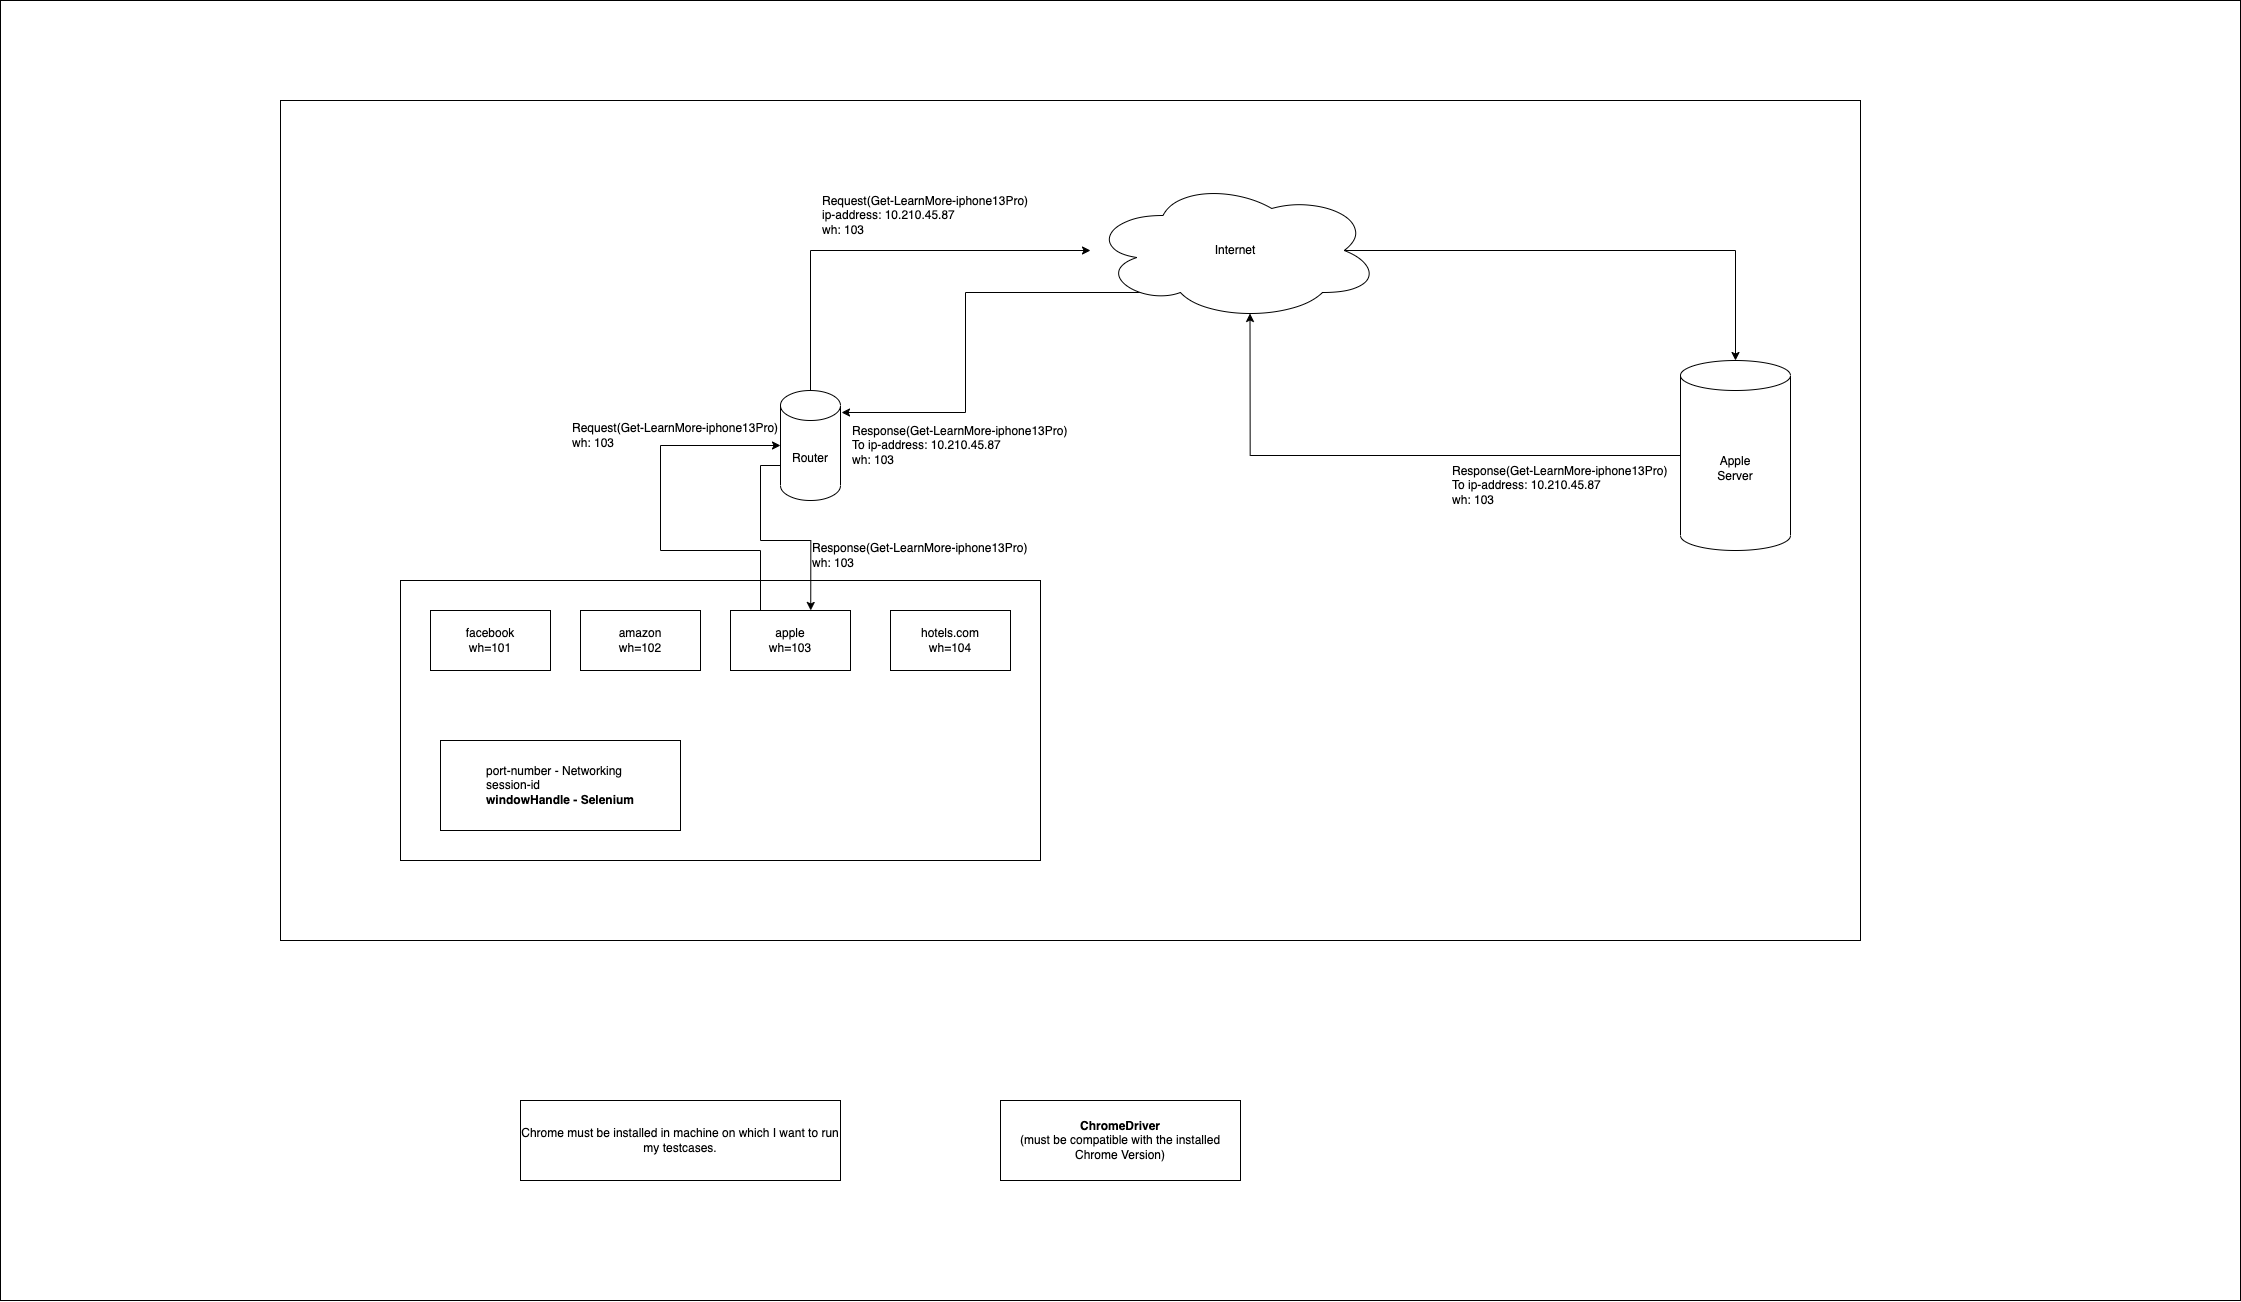 Request(Get-LearnMore-iphone13Pro)
ip-address: 10.210.45.87
wh: 103
Internet
Request(Get-LearnMore-iphone13Pro)
wh: 103
Router
Response(Get-LearnMore-iphone13Pro)
To ip-address: 10.210.45.87
wh: 103
Apple
Server
Response(Get-LearnMore-iphone13Pro)
To ip-address: 10.210.45.87
wh: 103
Response(Get-LearnMore-iphone13Pro)
wh: 103
facebook
wh=101
amazon
wh=102
apple
wh=103
hotels.com
wh=104
port-number - Networking
session-id
windowHandle - Selenium
Chrome must be installed in machine on which I want to run
my testcases.
ChromeDriver
(must be compatible with the installed
Chrome Version)